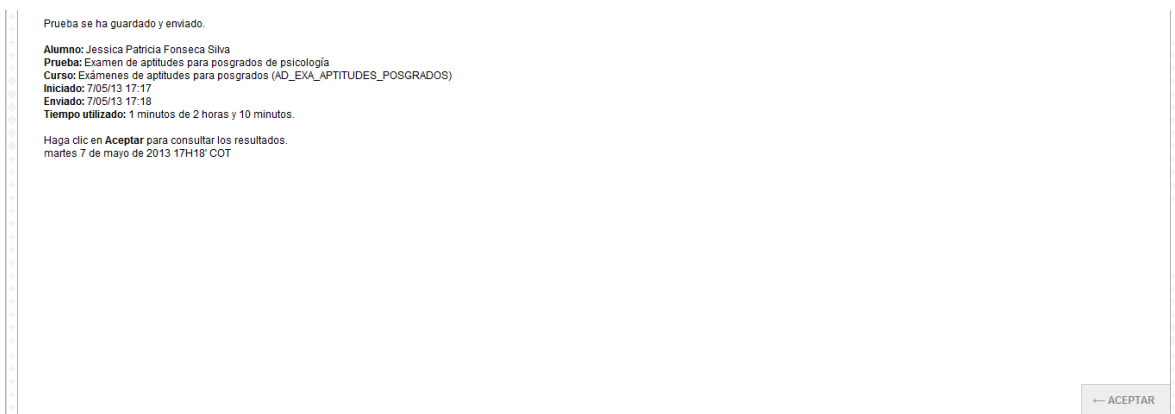 Prueba se ha guardado y enviado.
Alumno: Jessica Patricia Fonseca Silva
Prueba: Examen de aptitudes para posgrados de psicología
Curso: Exámenes de aptitudes para posgrados (AD_EXA_APTITUDES_POSGRADOS)
Iniciado: 7/05/13 17:17
Enviado: 7/05/13 17:18
Tiempo utilizado: 1 minutos de 2 horas y 10 minutos.
Haga clic en Aceptar para consultar los resultados.
martes 7 de mayo de 2013 17H18' COT
← ACEPTAR